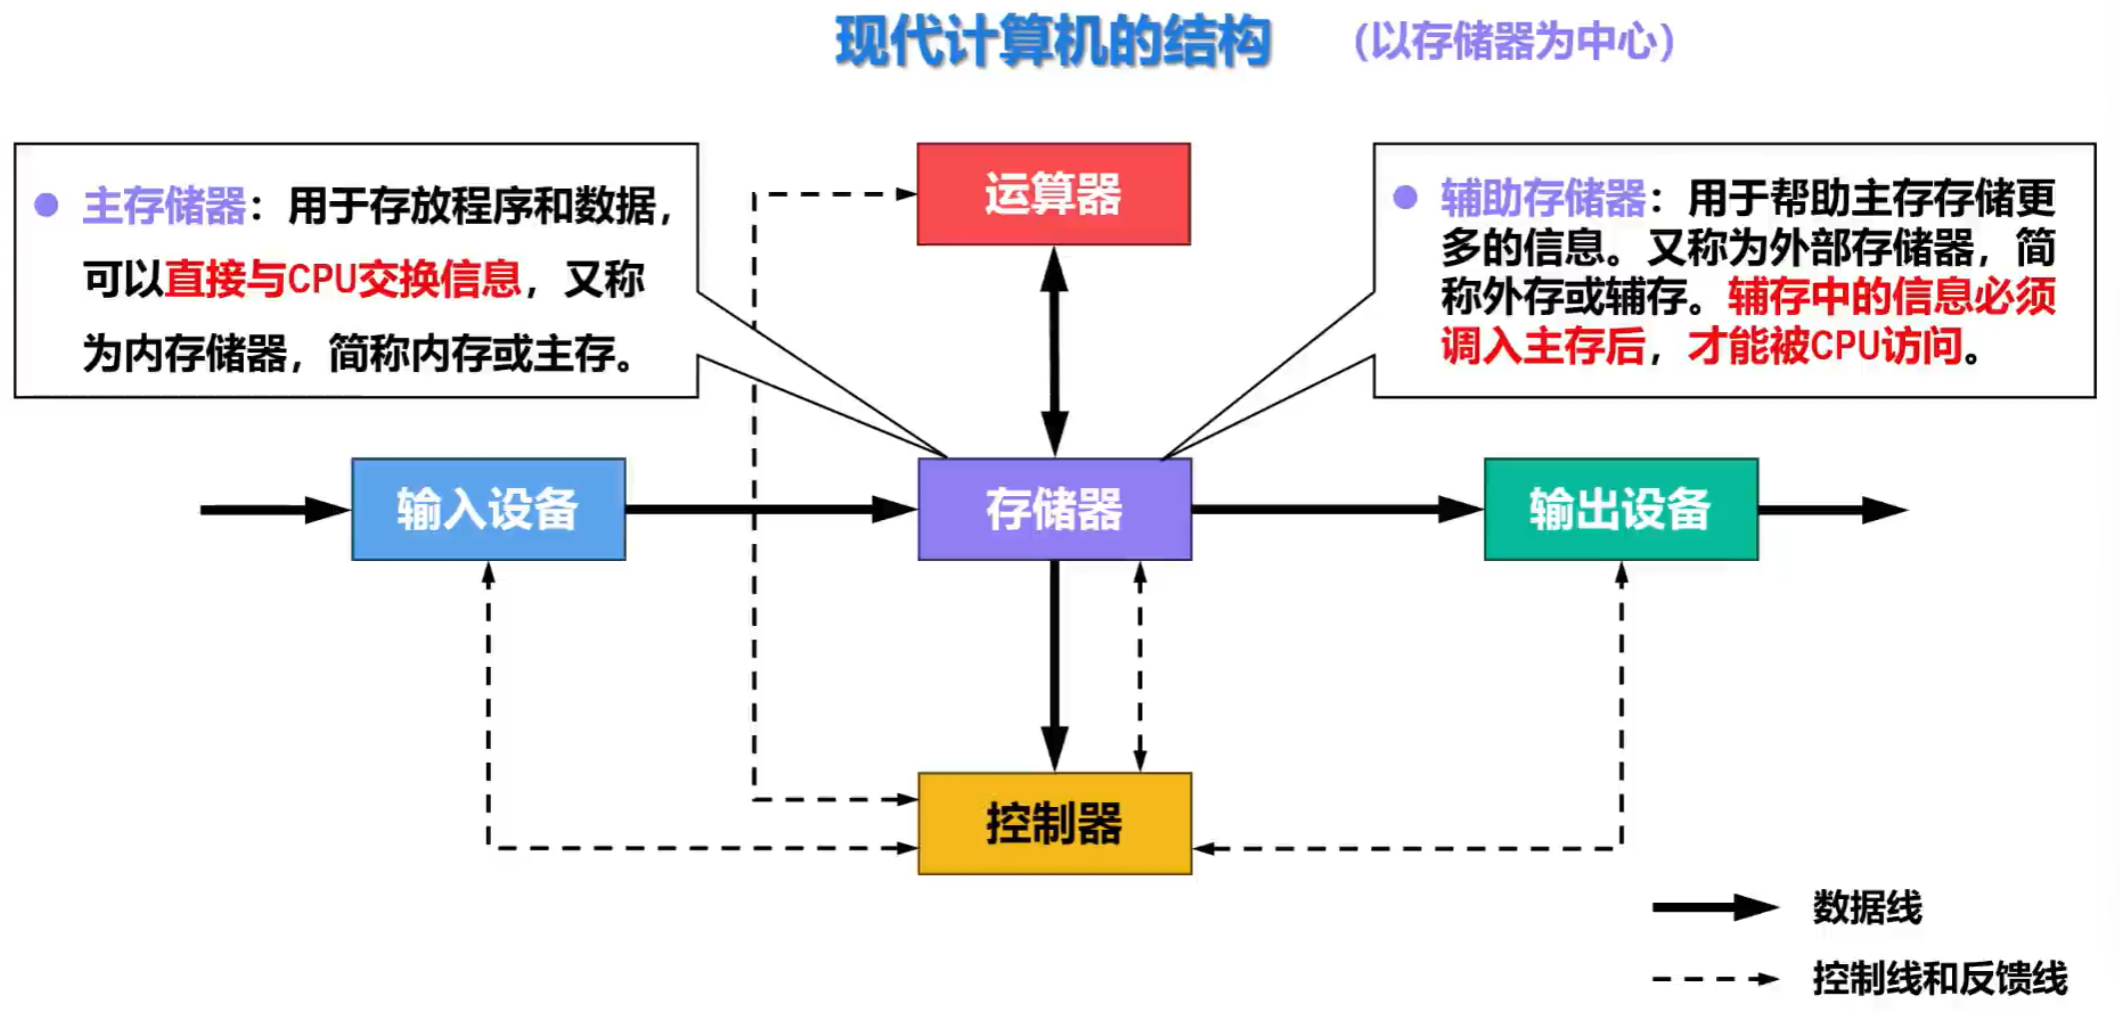 现代计算机的结构 （以存储器为中心）
● 主存储器：用于存放程序和数据，
可以直接与CPU交换信息，又称
为内存储器，简称内存或主存。
● 辅助存储器：用于帮助主存存储更
多的信息。又称为外部存储器，简
称外存或辅存。辅存中的信息必须
调入主存后，才能被CPU访问。
运算器
输入设备
存储器
输出设备
控制器
数据线
控制线和反馈线